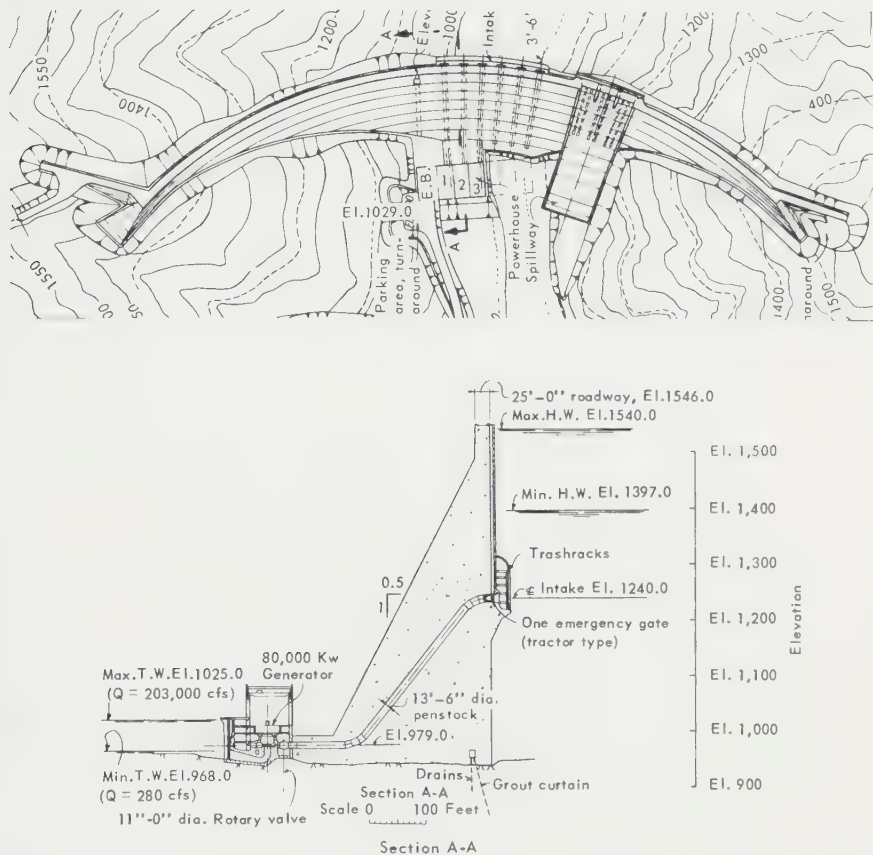 1550
1400
1200
A
Elev
1000
Intake
3'-6"
1200
1300
400
E.B.
1 2 3
El.1029.0
A
Parking area, turn-around
Powerhouse
Spillway
1550
1400
1500
25'-0" roadway, El.1546.0
Max.H.W. El.1540.0
El. 1,500
Min. H.W. El. 1397.0
El. 1,400
Trashracks
El. 1,300
0.5
1
℄ Intake El. 1240.0
El. 1,200
One emergency gate
(tractor type)
Elevation
80,000 Kw
Generator
Max.T.W.El.1025.0
(Q = 203,000 cfs)
El. 1,100
13'-6" dia.
penstock
El. 1,000
El.979.0
Min.T.W.El.968.0
(Q = 280 cfs)
Drains
Grout curtain
El. 900
11"-0" dia. Rotary valve
Section A-A
Scale 0 100 Feet
Section A-A